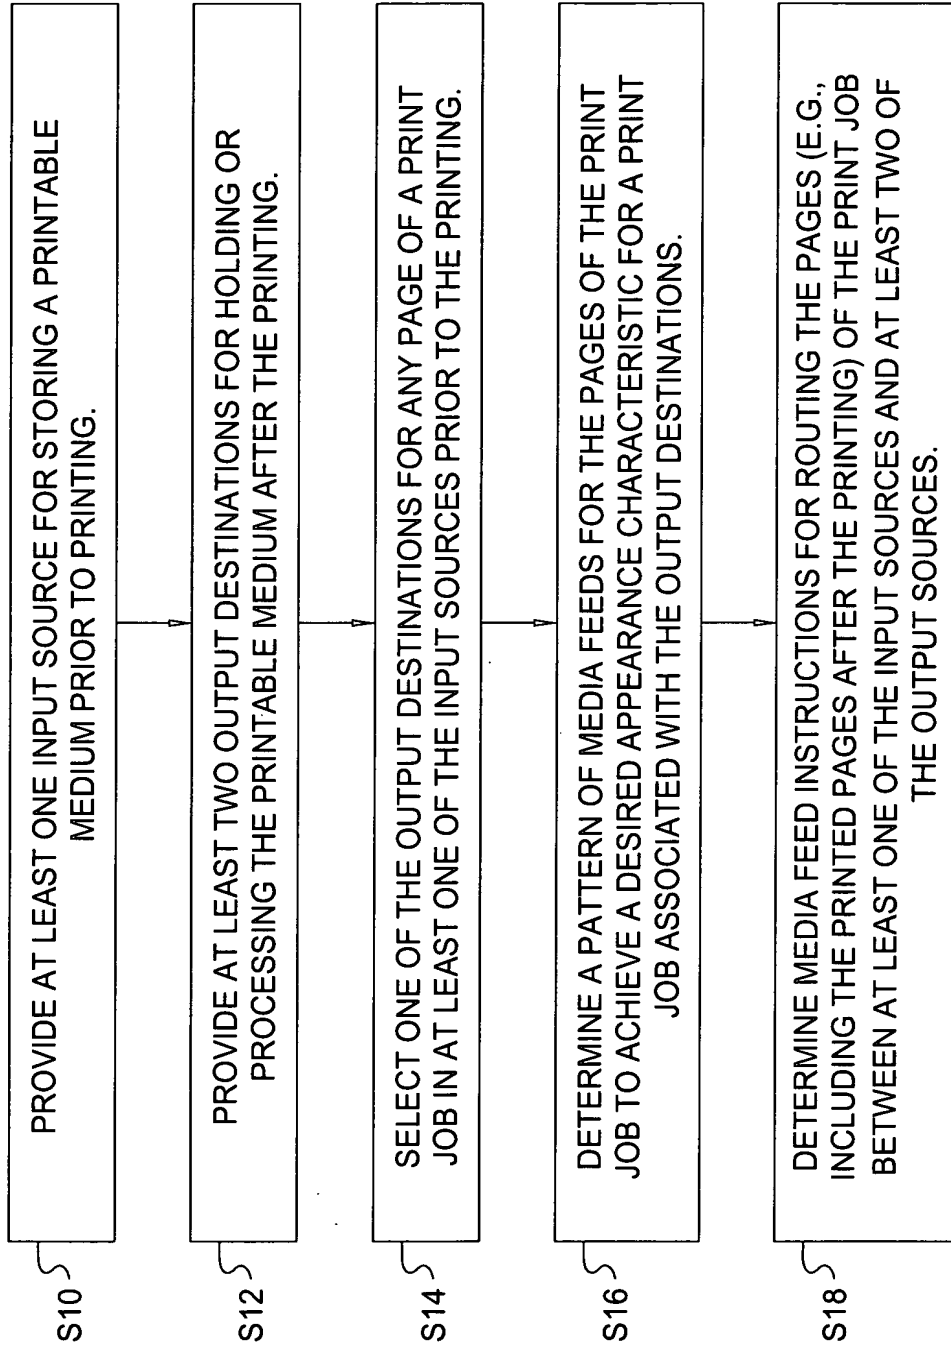 S10
PROVIDE AT LEAST ONE INPUT SOURCE FOR STORING A PRINTABLE
MEDIUM PRIOR TO PRINTING.
S12
PROVIDE AT LEAST TWO OUTPUT DESTINATIONS FOR HOLDING OR
PROCESSING THE PRINTABLE MEDIUM AFTER THE PRINTING.
S14
SELECT ONE OF THE OUTPUT DESTINATIONS FOR ANY PAGE OF A PRINT
JOB IN AT LEAST ONE OF THE INPUT SOURCES PRIOR TO THE PRINTING.
S16
DETERMINE A PATTERN OF MEDIA FEEDS FOR THE PAGES OF THE PRINT
JOB TO ACHIEVE A DESIRED APPEARANCE CHARACTERISTIC FOR A PRINT
JOB ASSOCIATED WITH THE OUTPUT DESTINATIONS.
S18
DETERMINE MEDIA FEED INSTRUCTIONS FOR ROUTING THE PAGES (E.G.,
INCLUDING THE PRINTED PAGES AFTER THE PRINTING) OF THE PRINT JOB
BETWEEN AT LEAST ONE OF THE INPUT SOURCES AND AT LEAST TWO OF
THE OUTPUT SOURCES.